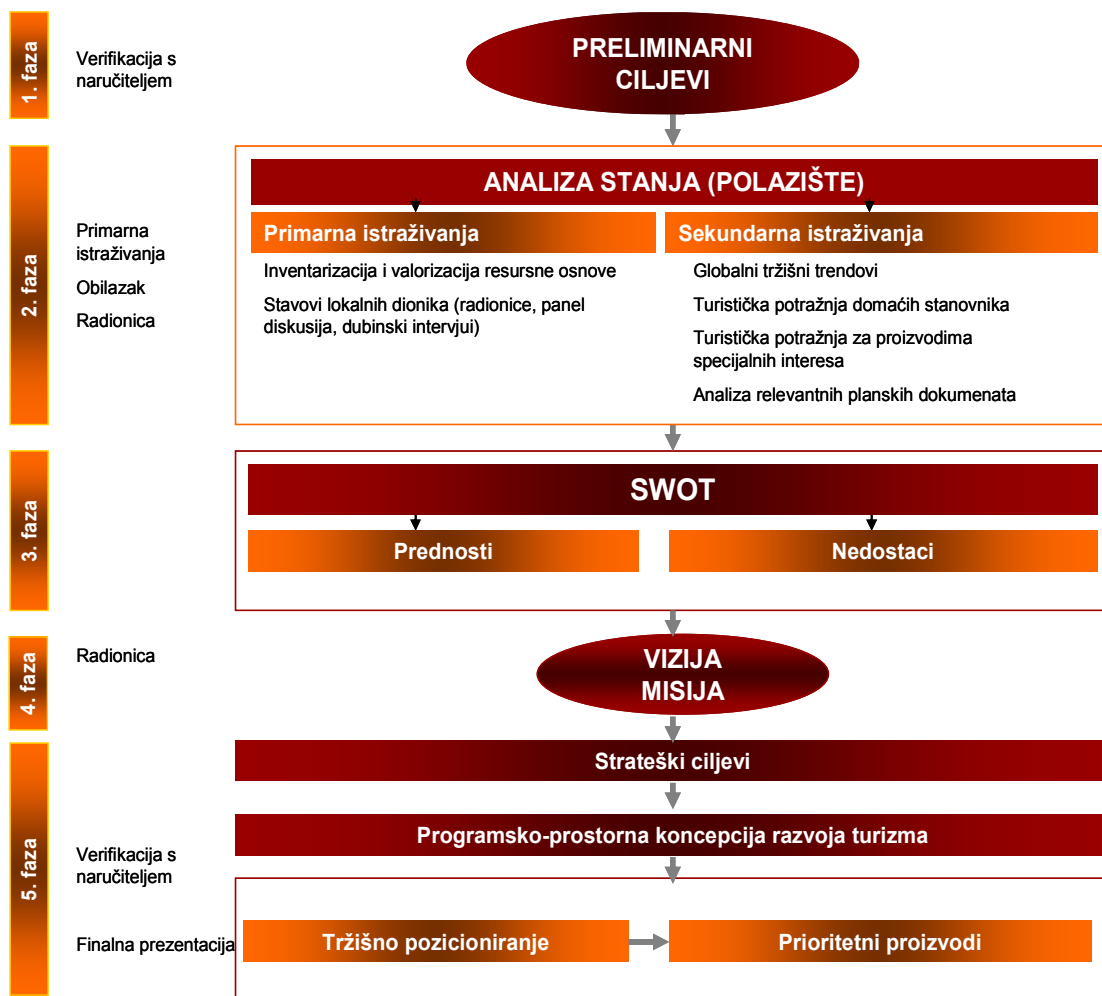 1. faza
Verifikacija s
naručiteljem
PRELIMINARNI
CILJEVI
2. faza
Primarna
istraživanja
Obilazak
Radionica
ANALIZA STANJA (POLAZIŠTE)
Primarna istraživanja
Inventarizacija i valorizacija resursne osnove
Stavovi lokalnih dionika (radionice, panel
diskusija, dubinski intervjui)
Sekundarna istraživanja
Globalni tržišni trendovi
Turistička potražnja domaćih stanovnika
Turistička potražnja za proizvodima
specijalnih interesa
Analiza relevantnih planskih dokumenata
3. faza
SWOT
Prednosti
Nedostaci
4. faza
Radionica
VIZIJA
MISIJA
5. faza
Strateški ciljevi
Programsko-prostorna koncepcija razvoja turizma
Verifikacija s
naručiteljem
Finalna prezentacija
Tržišno pozicioniranje
Prioritetni proizvodi